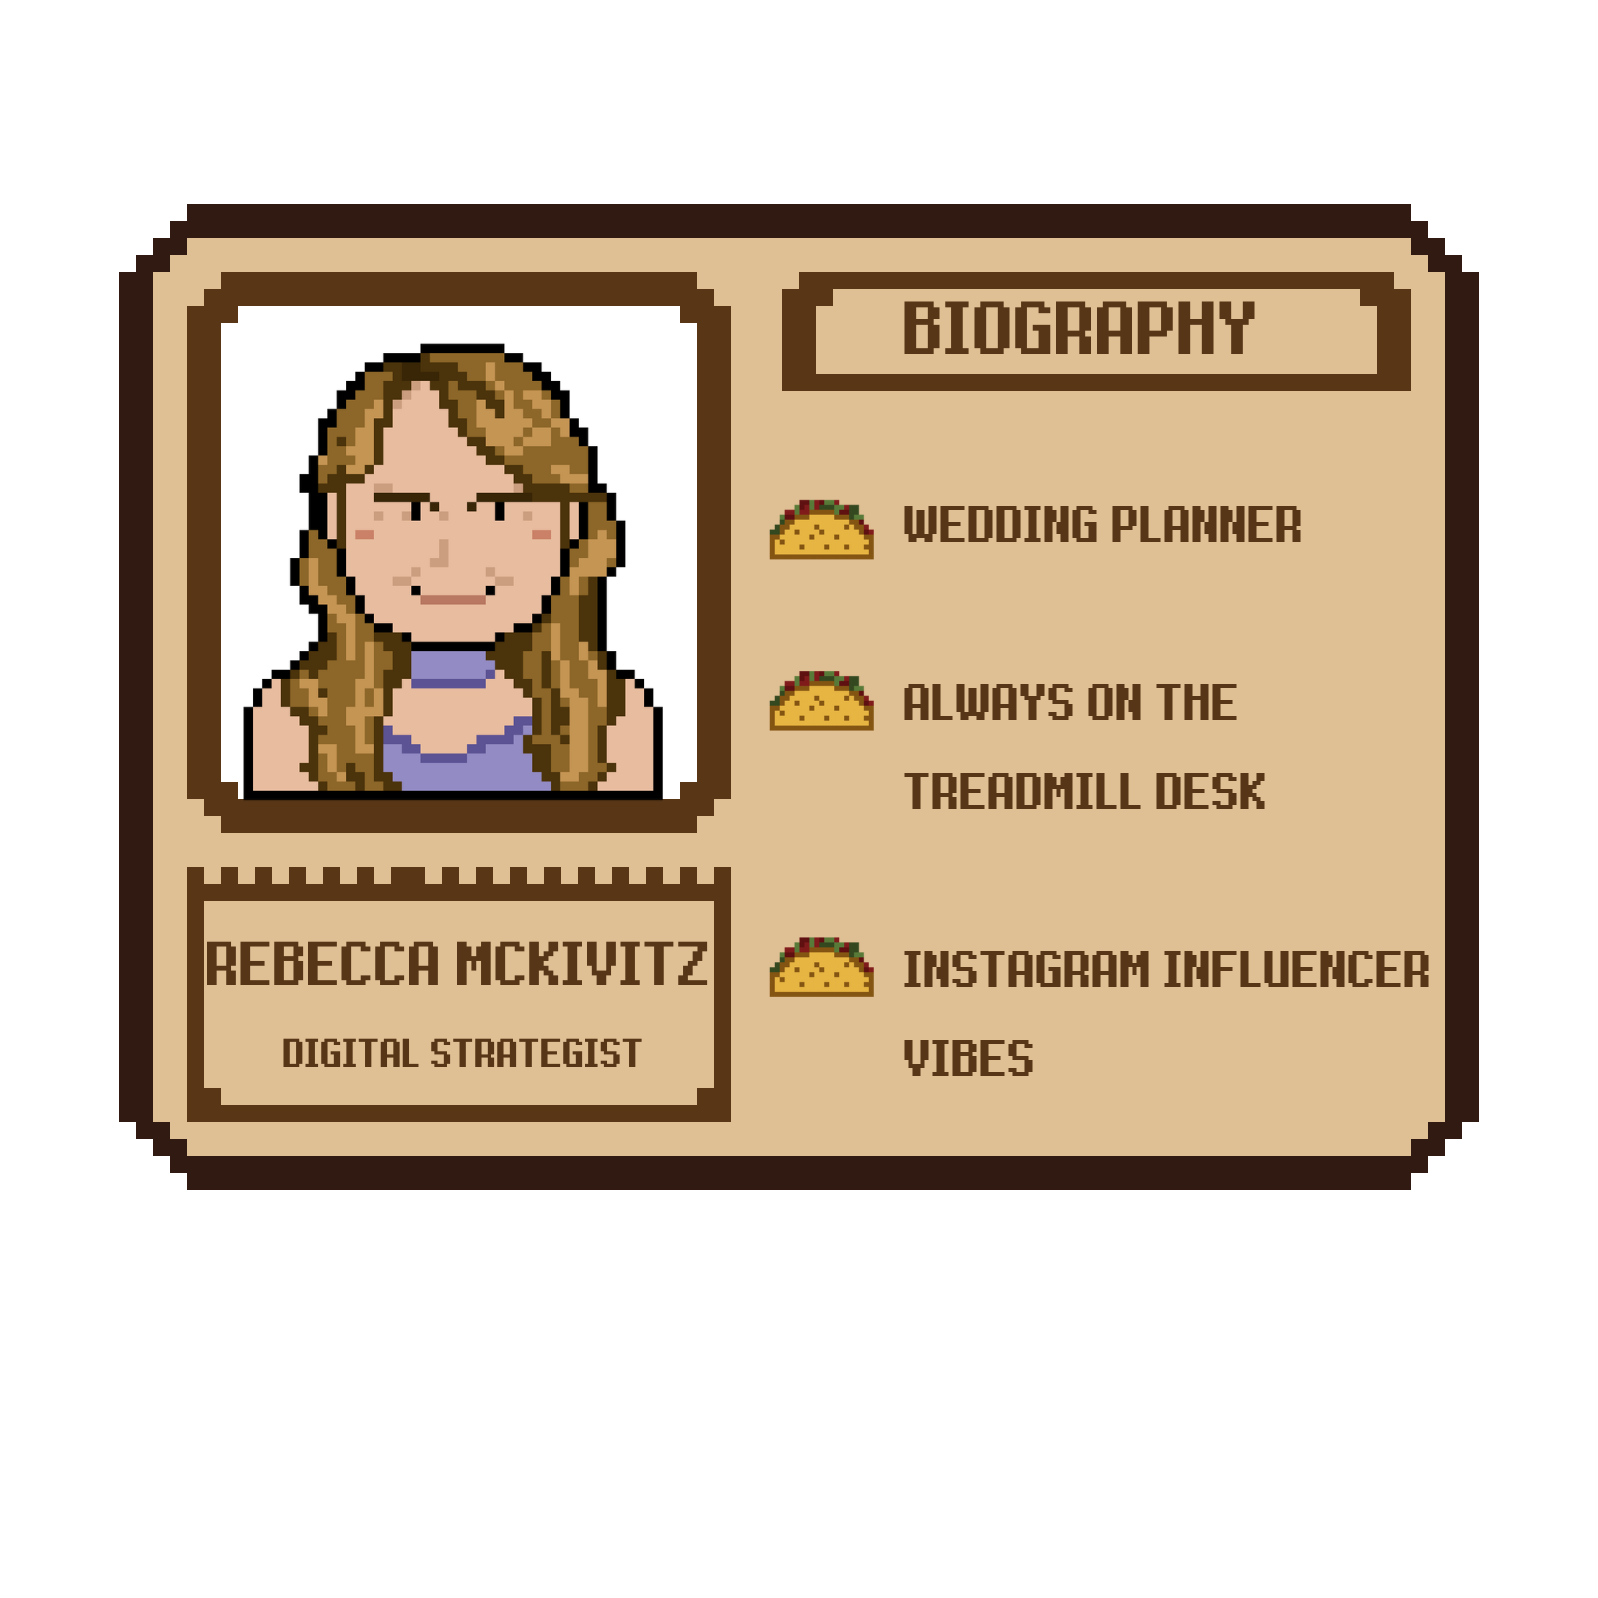 BIOGRAPHY
WEDDING PLANNER
ALWAYS ON THE
TREADMILL DESK
INSTAGRAM INFLUENCER
VIBES
REBECCA MCKIVITZ
DIGITAL STRATEGIST